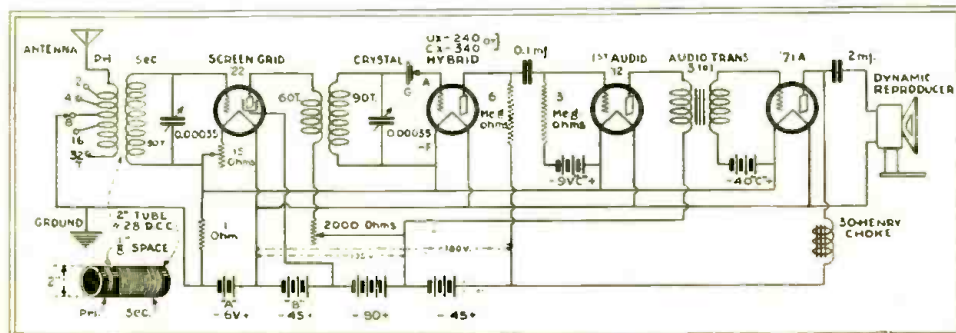 ANTENNA
Pri.
Sec
2
4
8
16
32
T
90T.
0.00035
SCREEN GRID
'22
15
Ohms
1
Ohm
60T.
90T.
CRYSTAL
G
A
0.00035
-F
UX-240 or
CX-340
HYBRID
0.1 mf.
6
Meg
ohms
3
Meg
ohms
1ST AUDIO
'12
-9V"C"+
AUDIO TRANS
3 to 1
71A
-40"C"+
2 mf.
DYNAMIC
REPRODUCER
30 HENRY
CHOKE
GROUND
2" TUBE
#28 D.C.C.
1/8" SPACE
2"
Pri.
Sec.
2000 Ohms
180V.
"A"
- 6V +
"B"
- 45 +
- 90 +
- 45 +